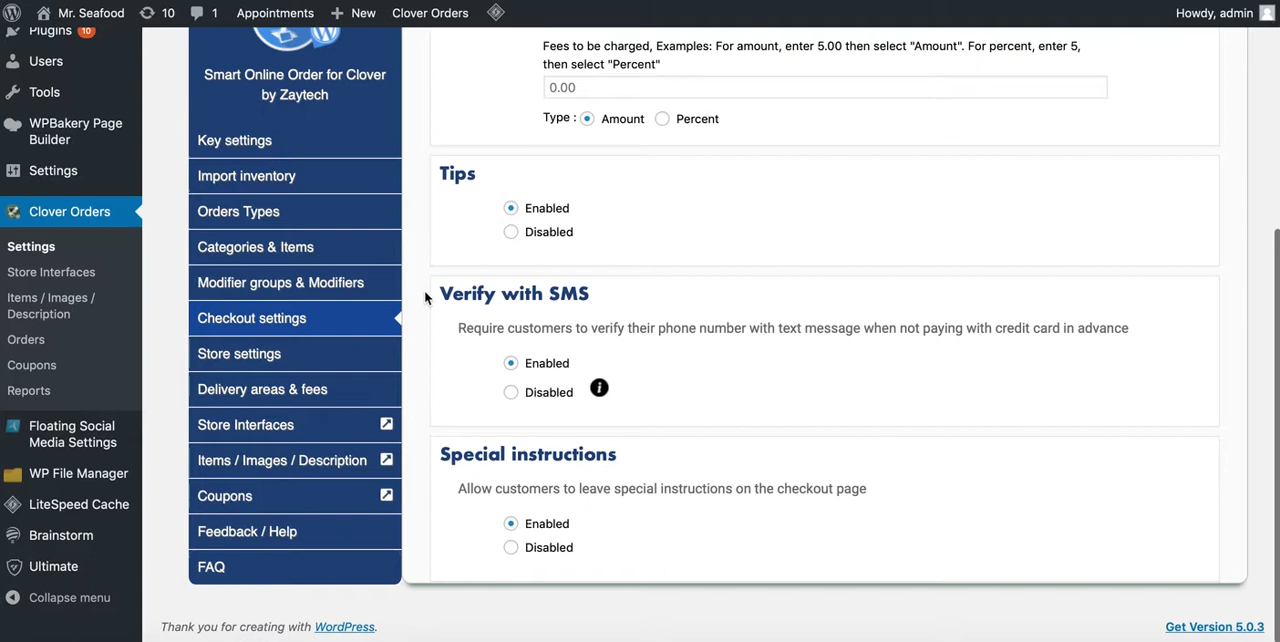 Mr. Seafood
10
1
Appointments
New
Clover Orders
Howdy, admin
Plugins 10
Users
Tools
WPBakery Page
Builder
Settings
Clover Orders
Settings
Store Interfaces
Items / Images /
Description
Orders
Coupons
Reports
Floating Social
Media Settings
WP File Manager
LiteSpeed Cache
Brainstorm
Ultimate
Collapse menu
Smart Online Order for Clover
by Zaytech
Key settings
Import inventory
Orders Types
Categories & Items
Modifier groups & Modifiers
Checkout settings
Store settings
Delivery areas & fees
Store Interfaces
Items / Images / Description
Coupons
Feedback / Help
FAQ
Fees to be charged, Examples: For amount, enter 5.00 then select "Amount". For percent, enter 5,
then select "Percent"
0.00
Type : Amount Percent
Tips
Enabled
Disabled
Verify with SMS
Require customers to verify their phone number with text message when not paying with credit card in advance
Enabled
Disabled
Special instructions
Allow customers to leave special instructions on the checkout page
Enabled
Disabled
Thank you for creating with WordPress.
Get Version 5.0.3